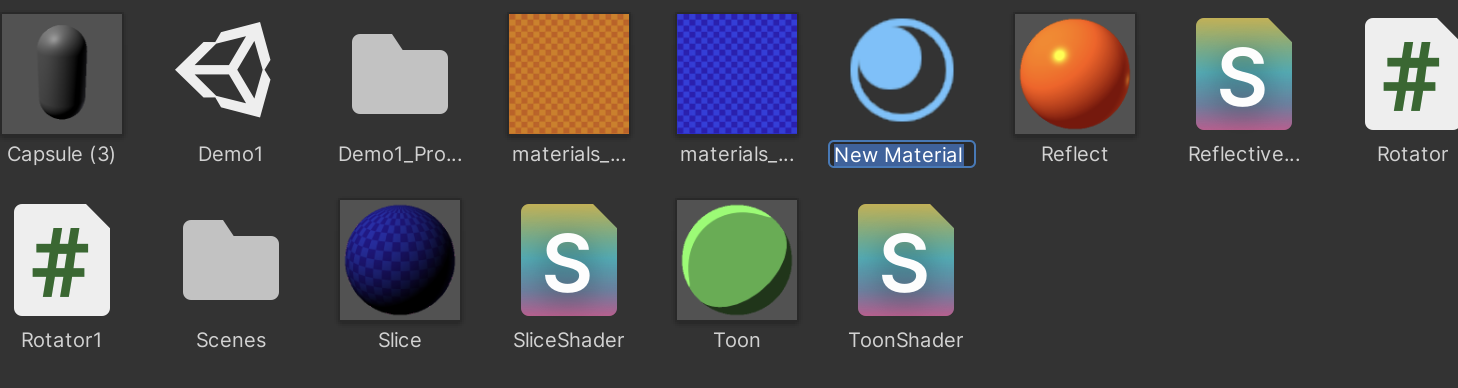 Capsule (3)
Demo1
Demo1_Pro...
materials_...
materials_...
New Material
Reflect
S
Reflective...
#
Rotator
#
Rotator1
Scenes
Slice
S
SliceShader
Toon
S
ToonShader